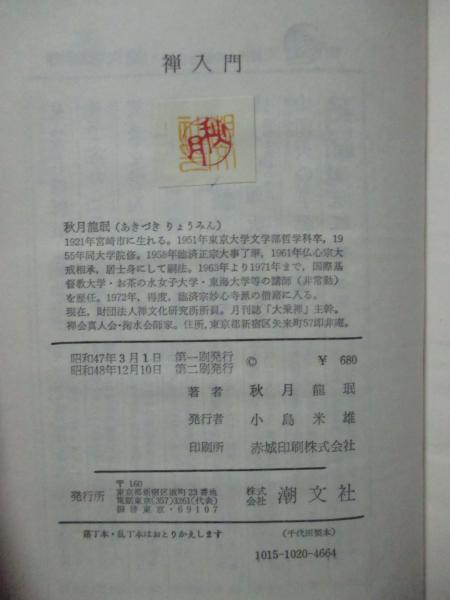 禅入門
秋月
秋月龍珉（あきづき りょうみん）
1921年宮崎市に生れる。1951年東京大学文学部哲学科卒，19
55年同大学院修。1958年臨済正宗大事了畢。1961年仏心宗大
戒相承，居士身にして嗣法。1963年より1971年まで，国際基
督教大学・お茶の水女子大学・東海大学等の講師（非常勤）
を歴任。1972年，得度。臨済宗妙心寺派の僧籍に入る。
現在，財団法人禅文化研究所所員。月刊誌『大乗禅』主幹。
禅会真人会・掬水会師家。住所，東京都新宿区矢来町57即非庵。
昭和47年3月1日 第一刷発行 © ￥680
昭和48年12月10日 第二刷発行
著者 秋月龍珉
発行者 小島米雄
印刷所 赤城印刷株式会社
〒160
発行所 東京都新宿区 町23番地 株式会社 潮文社
電話東京(357)3261(代表)
振替東京・69107
落丁本・乱丁本はおとりかえします （千代田製本）
1015-1020-4664